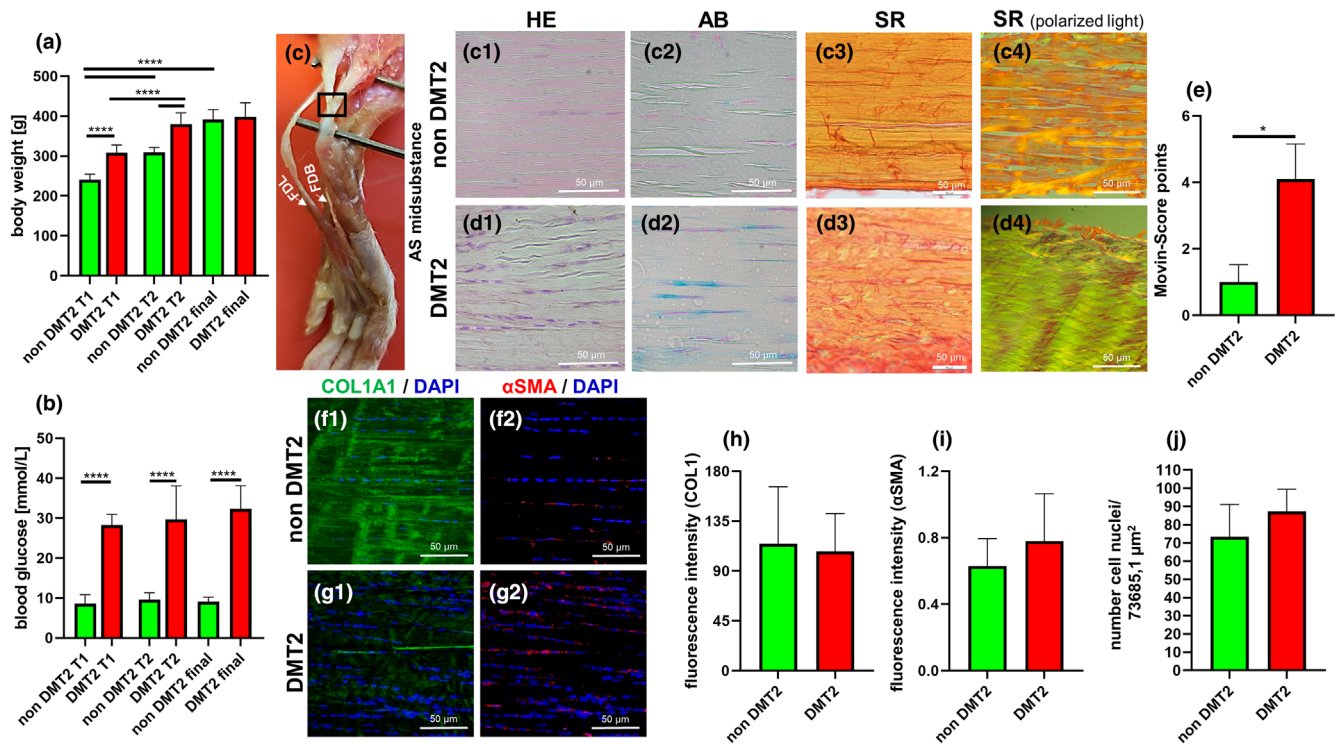 (a)
body weight [g]
500
400
300
200
100
0
****
****
****
non DMT2 T1
DMT2 T1
non DMT2 T2
DMT2 T2
non DMT2 final
DMT2 final
(b)
blood glucose [mmol/L]
50
40
30
20
10
0
****
****
****
non DMT2 T1
DMT2 T1
non DMT2 T2
DMT2 T2
non DMT2 final
DMT2 final
(c)
FDL
FDB
HE
AB
SR
SR (polarized light)
AS midsubstance
non DMT2
(c1)
50 µm
(c2)
50 µm
(c3)
(c4)
50 µm
DMT2
(d1)
50 µm
(d2)
50 µm
(d3)
(d4)
50 µm
(e)
Movin-Score points
6
4
2
0
*
non DMT2
DMT2
COL1A1 / DAPI
αSMA / DAPI
non DMT2
(f1)
50 µm
(f2)
50 µm
DMT2
(g1)
50 µm
(g2)
50 µm
(h)
fluorescence intensity (COL1)
180
135
90
45
0
non DMT2
DMT2
(i)
fluorescence intensity (αSMA)
1.2
0.8
0.4
0.0
non DMT2
DMT2
(j)
number cell nuclei/
73685,1 µm²
110
100
90
80
70
60
50
40
30
20
10
0
non DMT2
DMT2